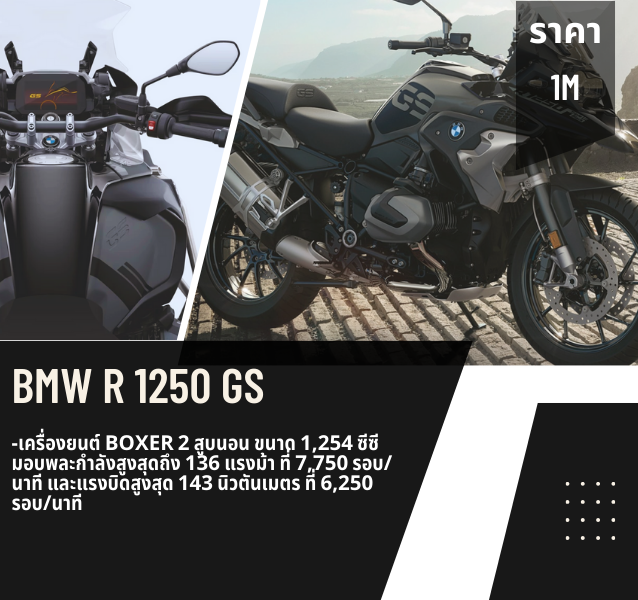 ราคา
1M
GS
GS
GS
BMW R 1250 GS
-เครื่องยนต์ BOXER 2 สูบนอน ขนาด 1,254 ซีซี
มอบพละกำลังสูงสุดถึง 136 แรงม้า ที่ 7,750 รอบ/
นาที และแรงบิดสูงสุด 143 นิวตันเมตร ที่ 6,250
รอบ/นาที